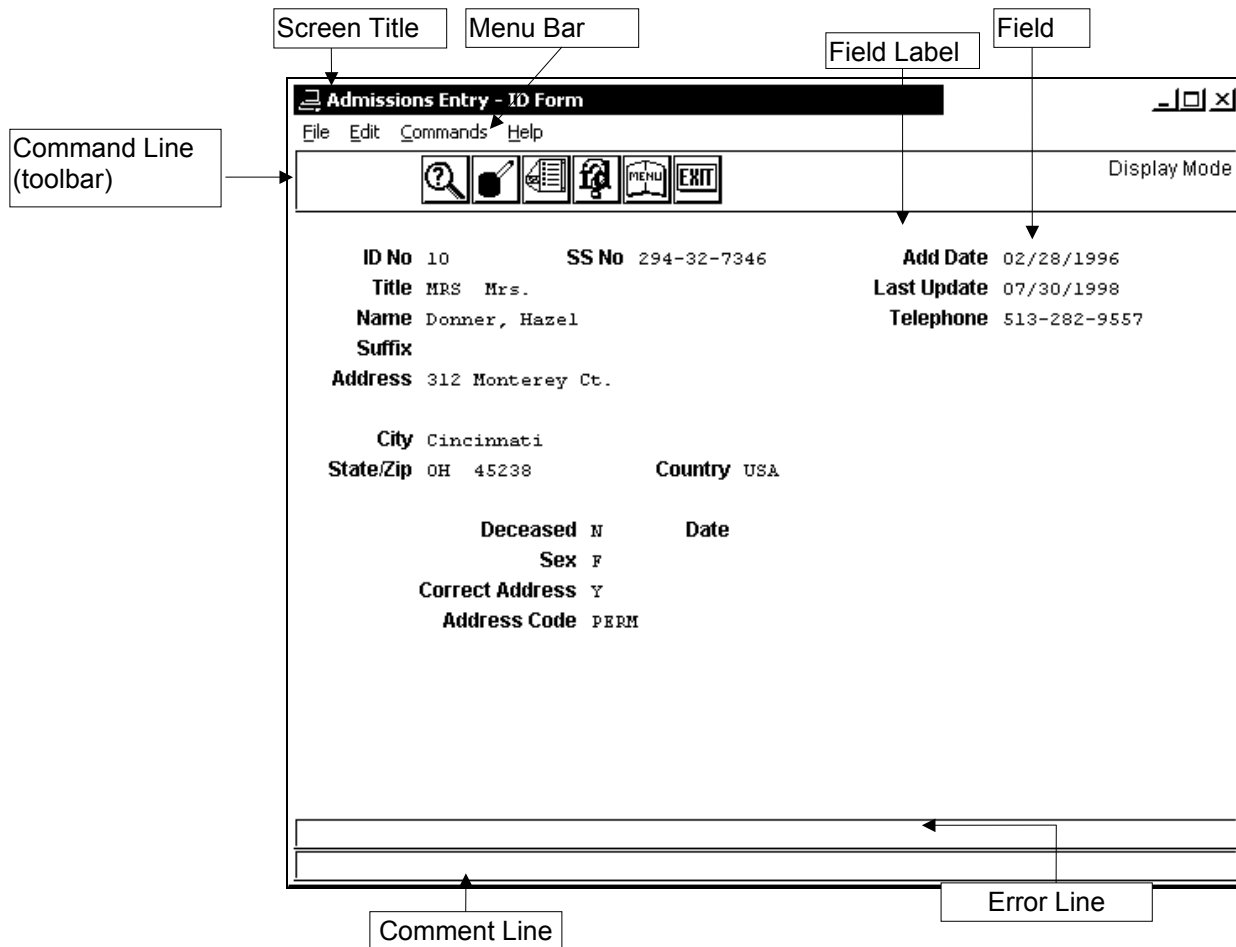 Screen Title
Menu Bar
Field Label
Field
Admissions Entry - ID Form
File Edit Commands Help
Command Line
(toolbar)
MENU EXIT
Display Mode
ID No 10 SS No 294-32-7346 Add Date 02/28/1996
Title MRS Mrs. Last Update 07/30/1998
Name Donner, Hazel Telephone 513-282-9557
Suffix
Address 312 Monterey Ct.
City Cincinnati
State/Zip OH 45238 Country USA
Deceased N Date
Sex F
Correct Address Y
Address Code PERM
Error Line
Comment Line